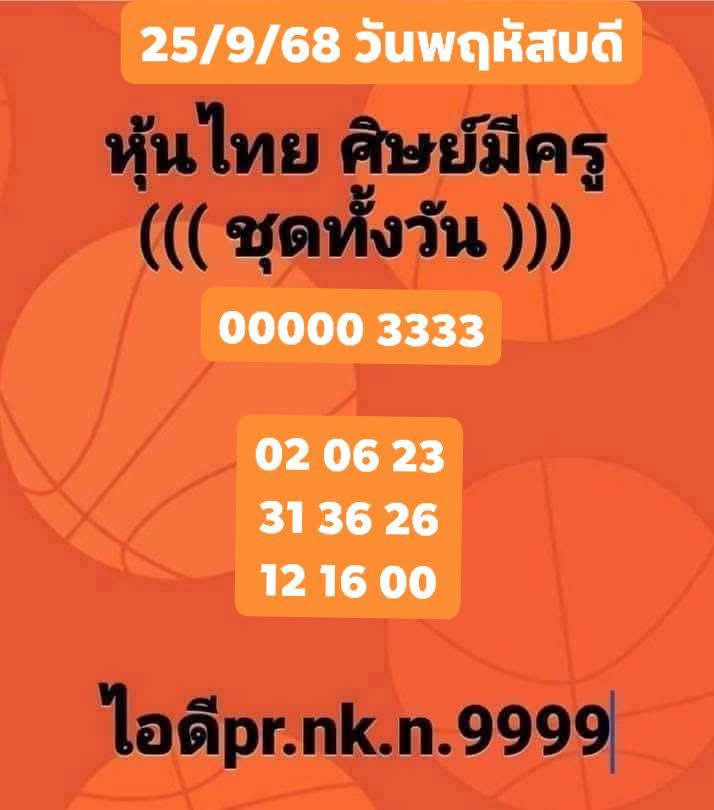 25/9/68 วันพฤหัสบดี
หุ้นไทย ศิษย์มีครู
((( ชุดทั้งวัน )))
00000 3333
02 06 23
31 36 26
12 16 00
ไอดีpr.nk.n.9999